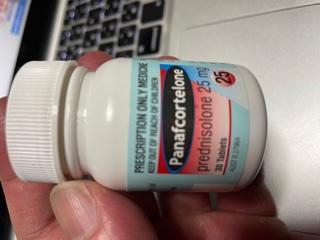 PRESCRIPTION ONLY MEDICINE
KEEP OUT OF REACH OF CHILDREN
Panafcortelone
prednisolone 25 mg
25
30 Tablets